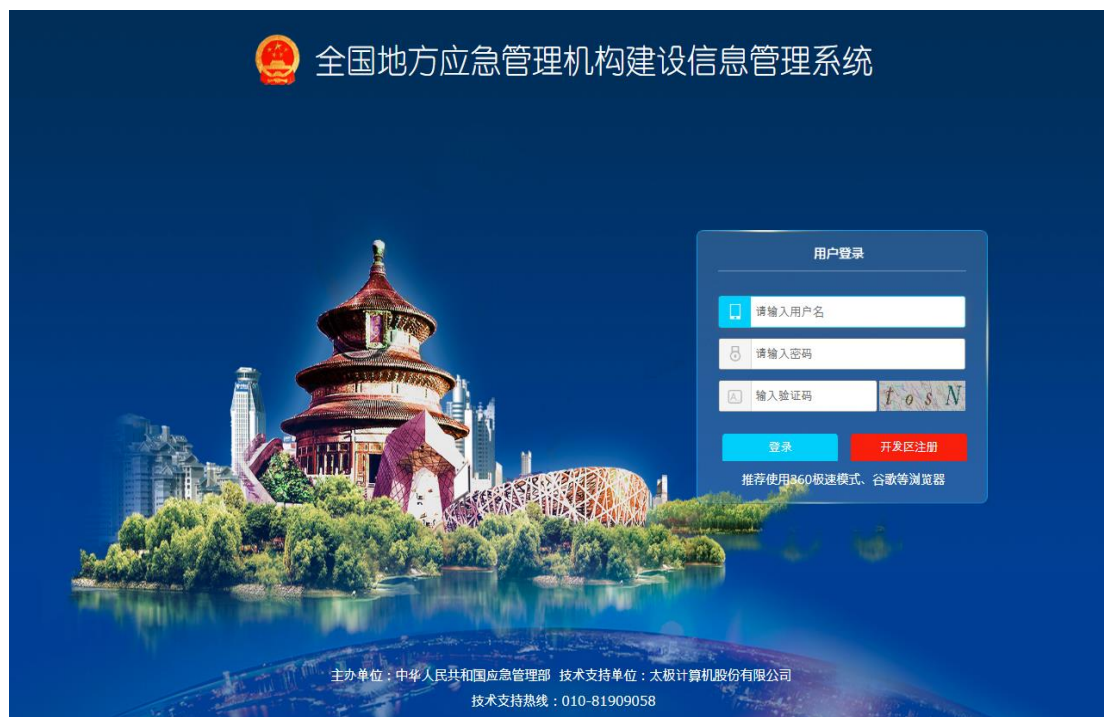 全国地方应急管理机构建设信息管理系统
用户登录
请输入用户名
请输入密码
输入验证码
tosN
登录 开发区注册
推荐使用360极速模式、谷歌等浏览器
主办单位：中华人民共和国应急管理部 技术支持单位：太极计算机股份有限公司
技术支持热线：010-81909058